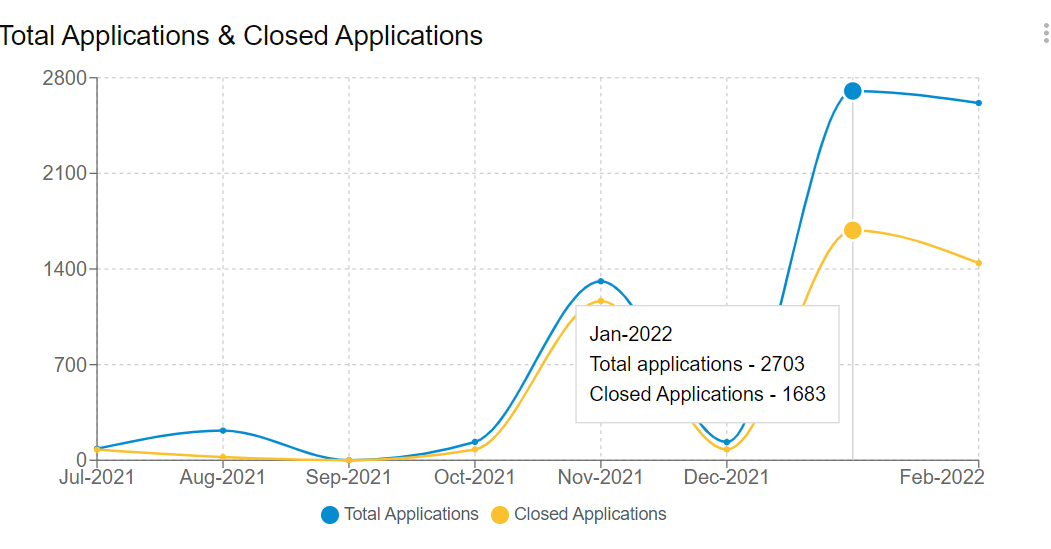 Total Applications & Closed Applications
2800
2100
1400
700
0
Jan-2022
Total applications - 2703
Closed Applications - 1683
Jul-2021 Aug-2021 Sep-2021 Oct-2021 Nov-2021 Dec-2021 Feb-2022
Total Applications Closed Applications